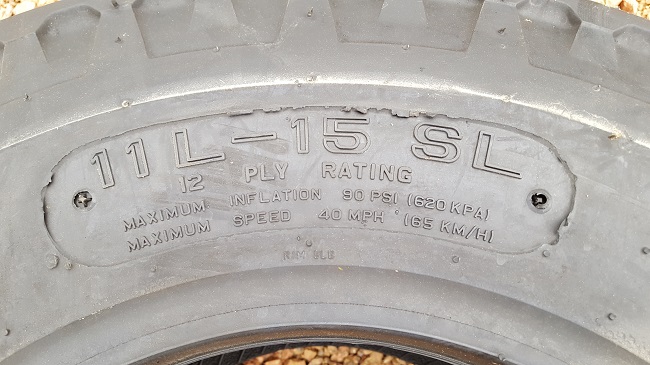 11L-15 SL
12 PLY RATING
MAXIMUM INFLATION 90 PSI (620 KPA)
MAXIMUM SPEED 40 MPH (65 KM/H)